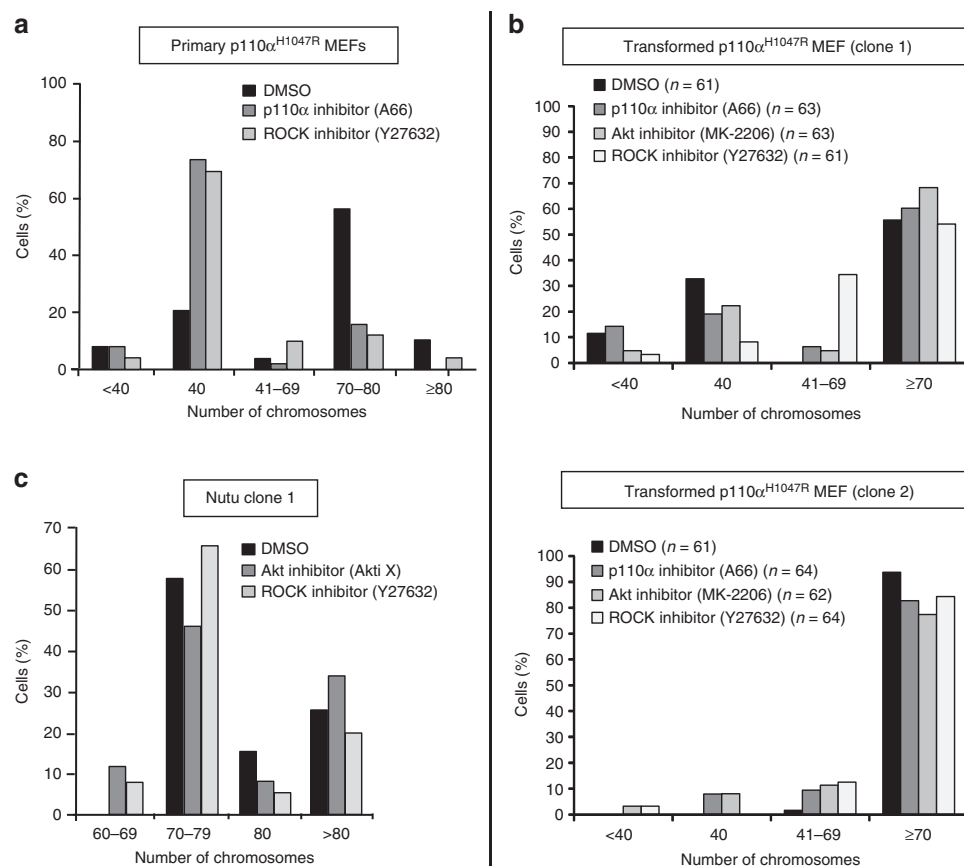 a
Primary p110α^H1047R MEFs
DMSO
p110α inhibitor (A66)
ROCK inhibitor (Y27632)
100
80
60
40
20
0
Cells (%)
<40 40 41–69 70–80 ≥80
Number of chromosomes
b
Transformed p110α^H1047R MEF (clone 1)
DMSO (n = 61)
p110α inhibitor (A66) (n = 63)
Akt inhibitor (MK-2206) (n = 63)
ROCK inhibitor (Y27632) (n = 61)
100
90
80
70
60
50
40
30
20
10
0
Cells (%)
<40 40 41–69 ≥70
Number of chromosomes
Transformed p110α^H1047R MEF (clone 2)
DMSO (n = 61)
p110α inhibitor (A66) (n = 64)
Akt inhibitor (MK-2206) (n = 62)
ROCK inhibitor (Y27632) (n = 64)
100
90
80
70
60
50
40
30
20
10
0
Cells (%)
<40 40 41–69 ≥70
Number of chromosomes
c
Nutu clone 1
DMSO
Akt inhibitor (Akti X)
ROCK inhibitor (Y27632)
70
60
50
40
30
20
10
0
Cells (%)
60–69 70–79 80 >80
Number of chromosomes